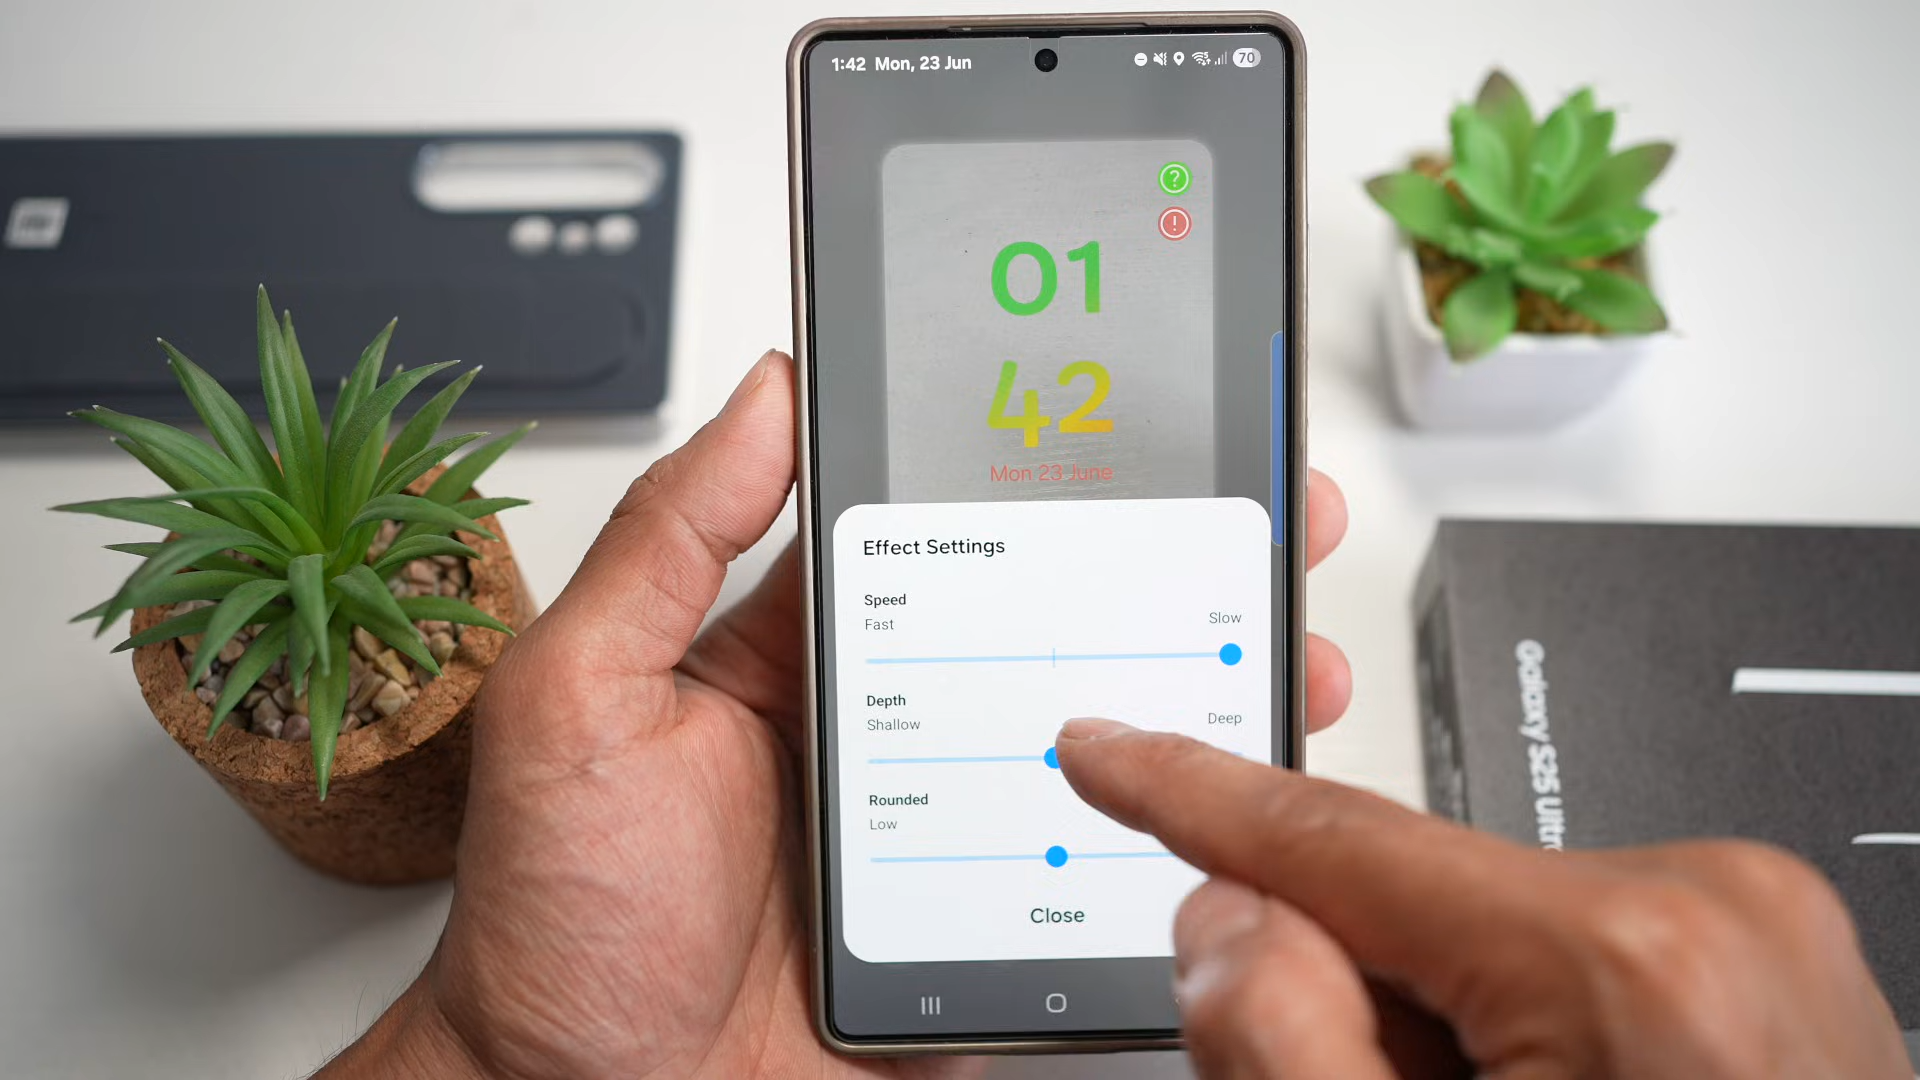 1:42 Mon, 23 Jun
70
?
!
01
42
Mon 23 June
Effect Settings
Speed
Fast
Slow
Depth
Shallow
Deep
Rounded
Low
Close
Galaxy S25 Ultra